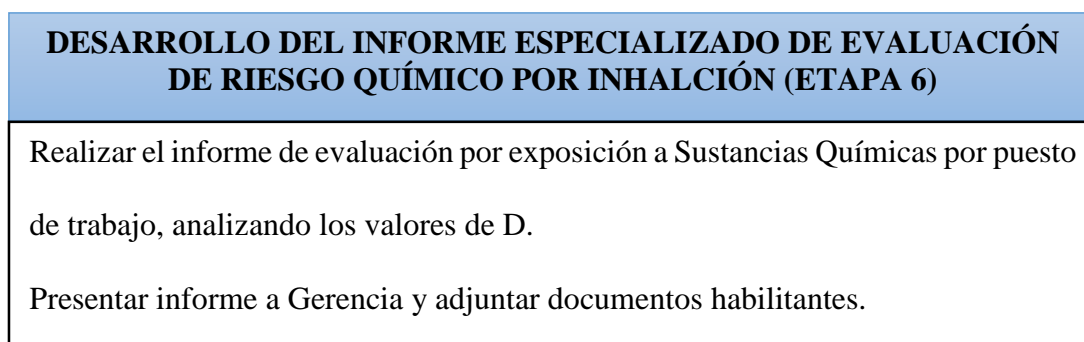 DESARROLLO DEL INFORME ESPECIALIZADO DE EVALUACIÓN
DE RIESGO QUÍMICO POR INHALCIÓN (ETAPA 6)
Realizar el informe de evaluación por exposición a Sustancias Químicas por puesto
de trabajo, analizando los valores de D.
Presentar informe a Gerencia y adjuntar documentos habilitantes.